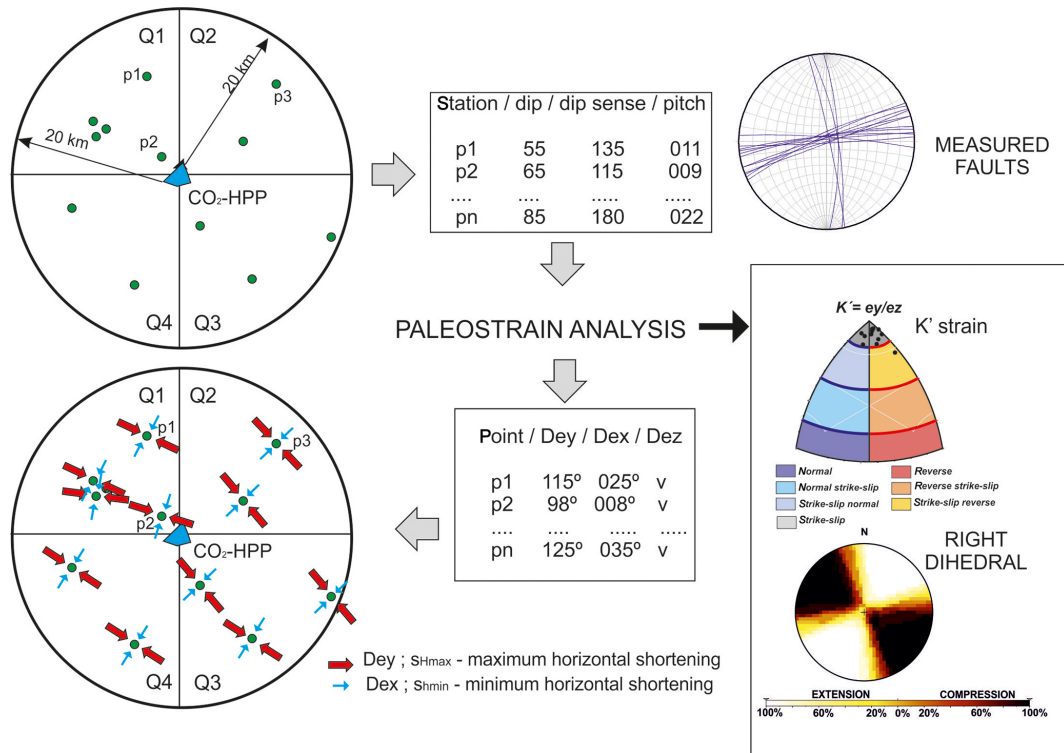 Q1 Q2
p1
20 km
p3
20 km
p2
CO₂-HPP
Q4 Q3
Station / dip / dip sense / pitch
p1 55 135 011
p2 65 115 009
.... .... ..... .....
pn 85 180 022
MEASURED
FAULTS
PALEOSTRAIN ANALYSIS
K´= ey/ez
K' strain
Normal
Reverse
Normal strike-slip
Reverse strike-slip
Strike-slip normal
Strike-slip reverse
Strike-slip
RIGHT
DIHEDRAL
N
EXTENSION COMPRESSION
100% 60% 20% 0% 20% 60% 100%
Point / Dey / Dex / Dez
p1 115º 025º v
p2 98º 008º v
.... .... ..... .....
pn 125º 035º v
Q1 Q2
p1
p3
p2
CO₂-HPP
Q4 Q3
Dey ; sHmax - maximum horizontal shortening
Dex ; shmin - minimum horizontal shortening